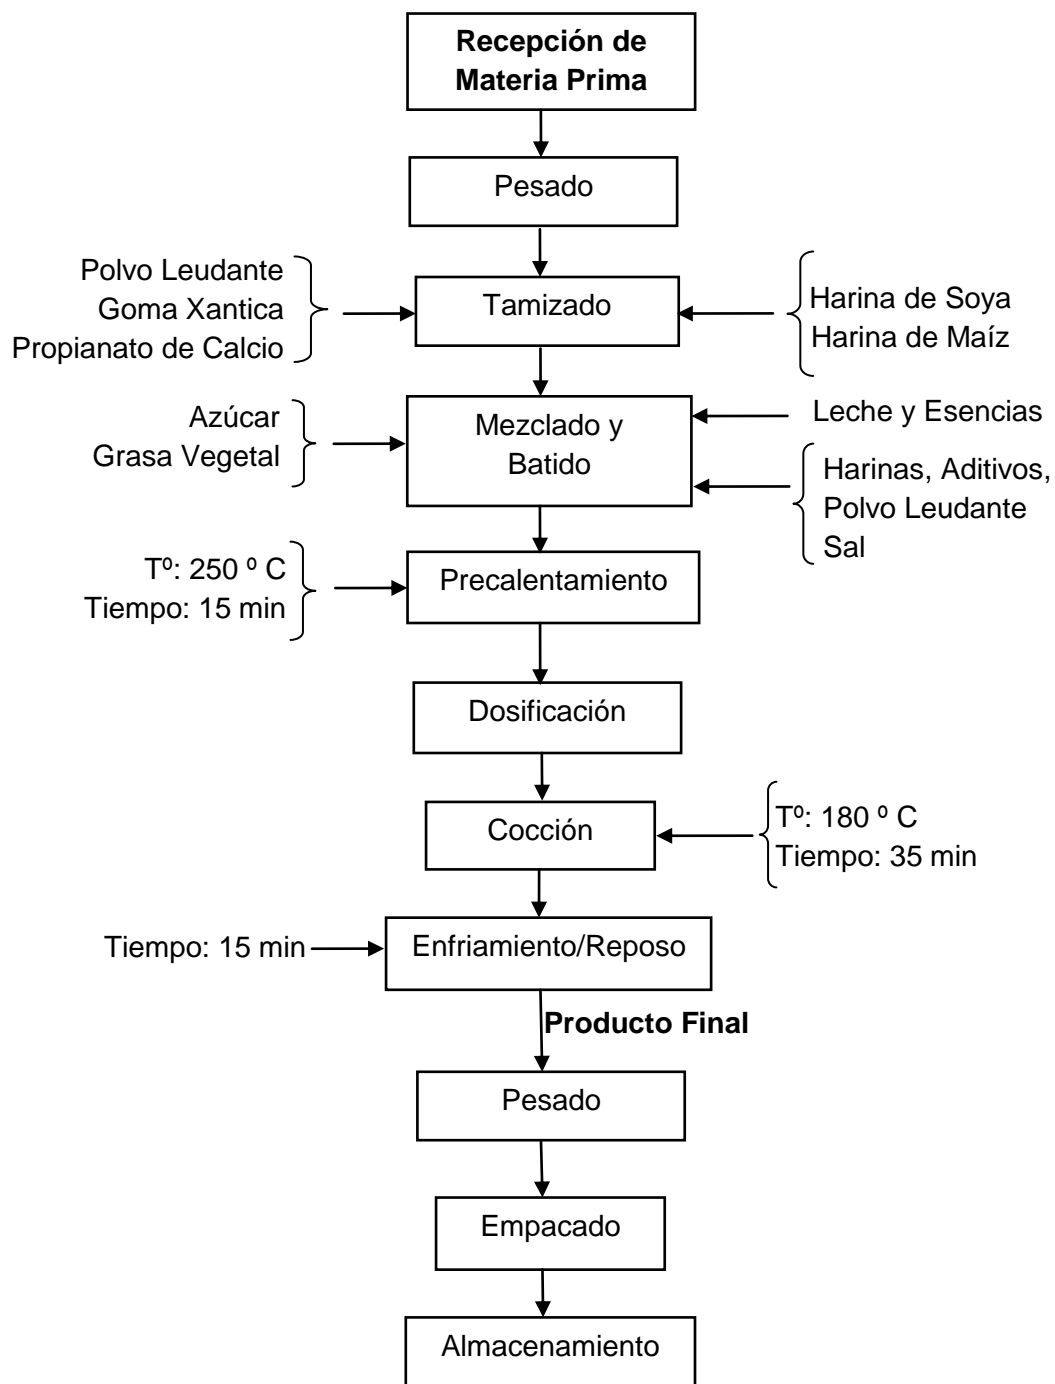 Recepción de
Materia Prima
Pesado
Polvo Leudante
Goma Xantica
Propianato de Calcio
Tamizado
Harina de Soya
Harina de Maíz
Azúcar
Grasa Vegetal
Mezclado y
Batido
Leche y Esencias
Harinas, Aditivos,
Polvo Leudante
Sal
Tº: 250 º C
Tiempo: 15 min
Precalentamiento
Dosificación
Cocción
Tº: 180 º C
Tiempo: 35 min
Tiempo: 15 min
Enfriamiento/Reposo
Producto Final
Pesado
Empacado
Almacenamiento